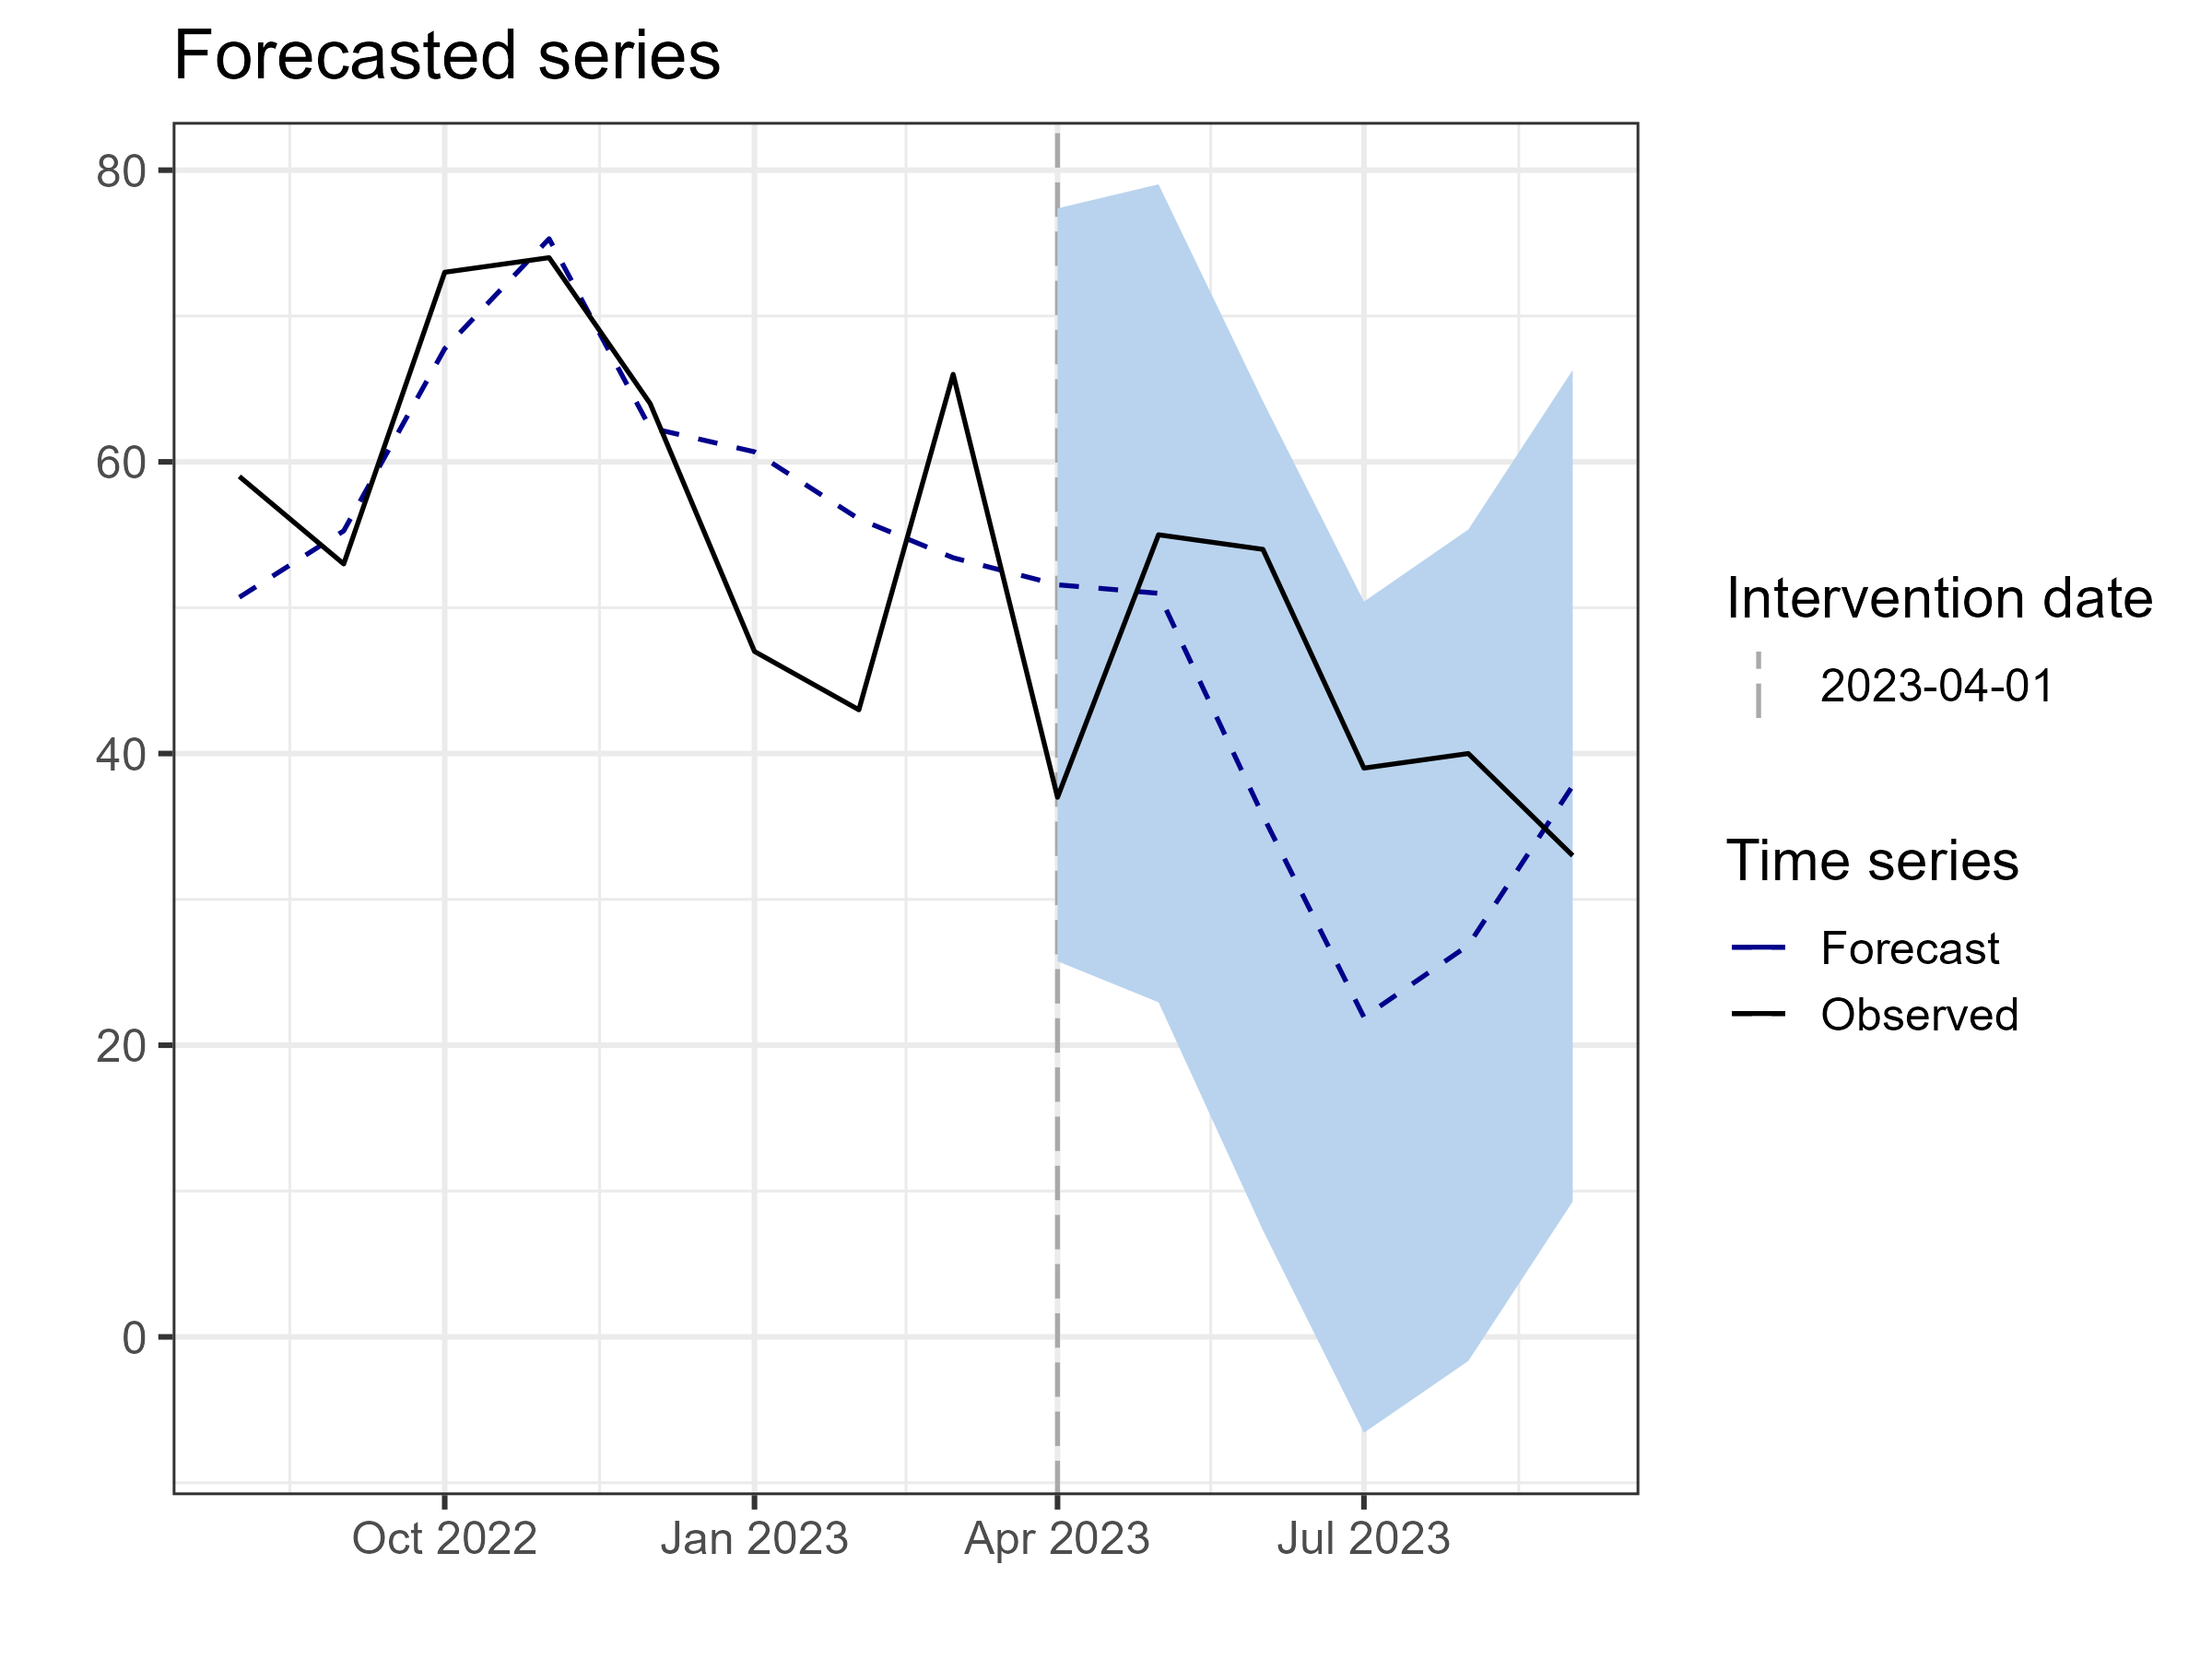 Forecasted series
80
60
40
20
0
Oct 2022
Jan 2023
Apr 2023
Jul 2023
Intervention date
2023-04-01
Time series
Forecast
Observed